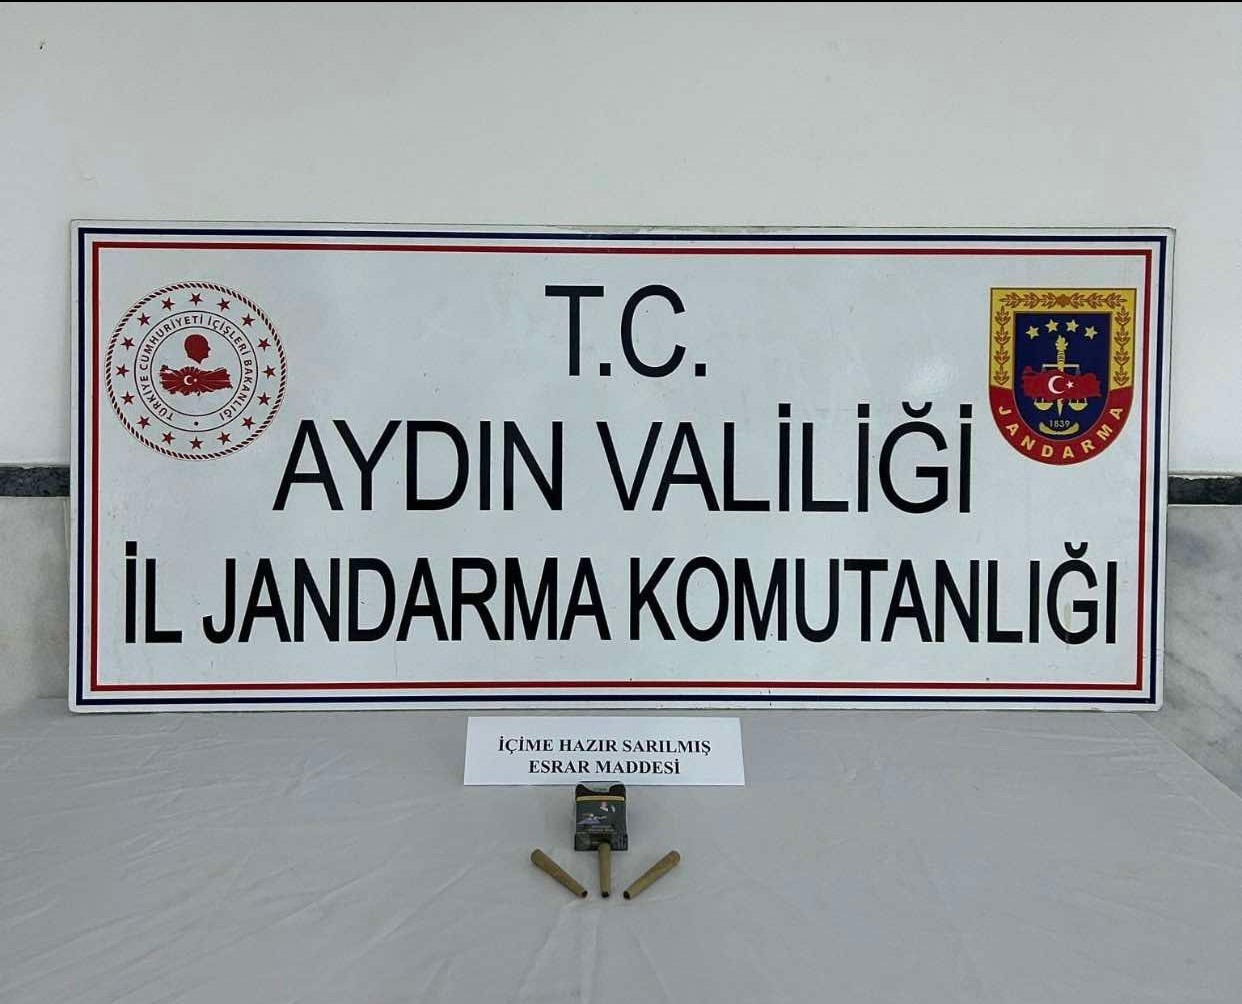 T.C.
AYDIN VALİLİĞİ
İL JANDARMA KOMUTANLIĞI
TÜRKİYE CUMHURİYETİ İÇİŞLERİ BAKANLIĞI
1839
JANDARMA
İÇİME HAZIR SARILMIŞ
ESRAR MADDESİ